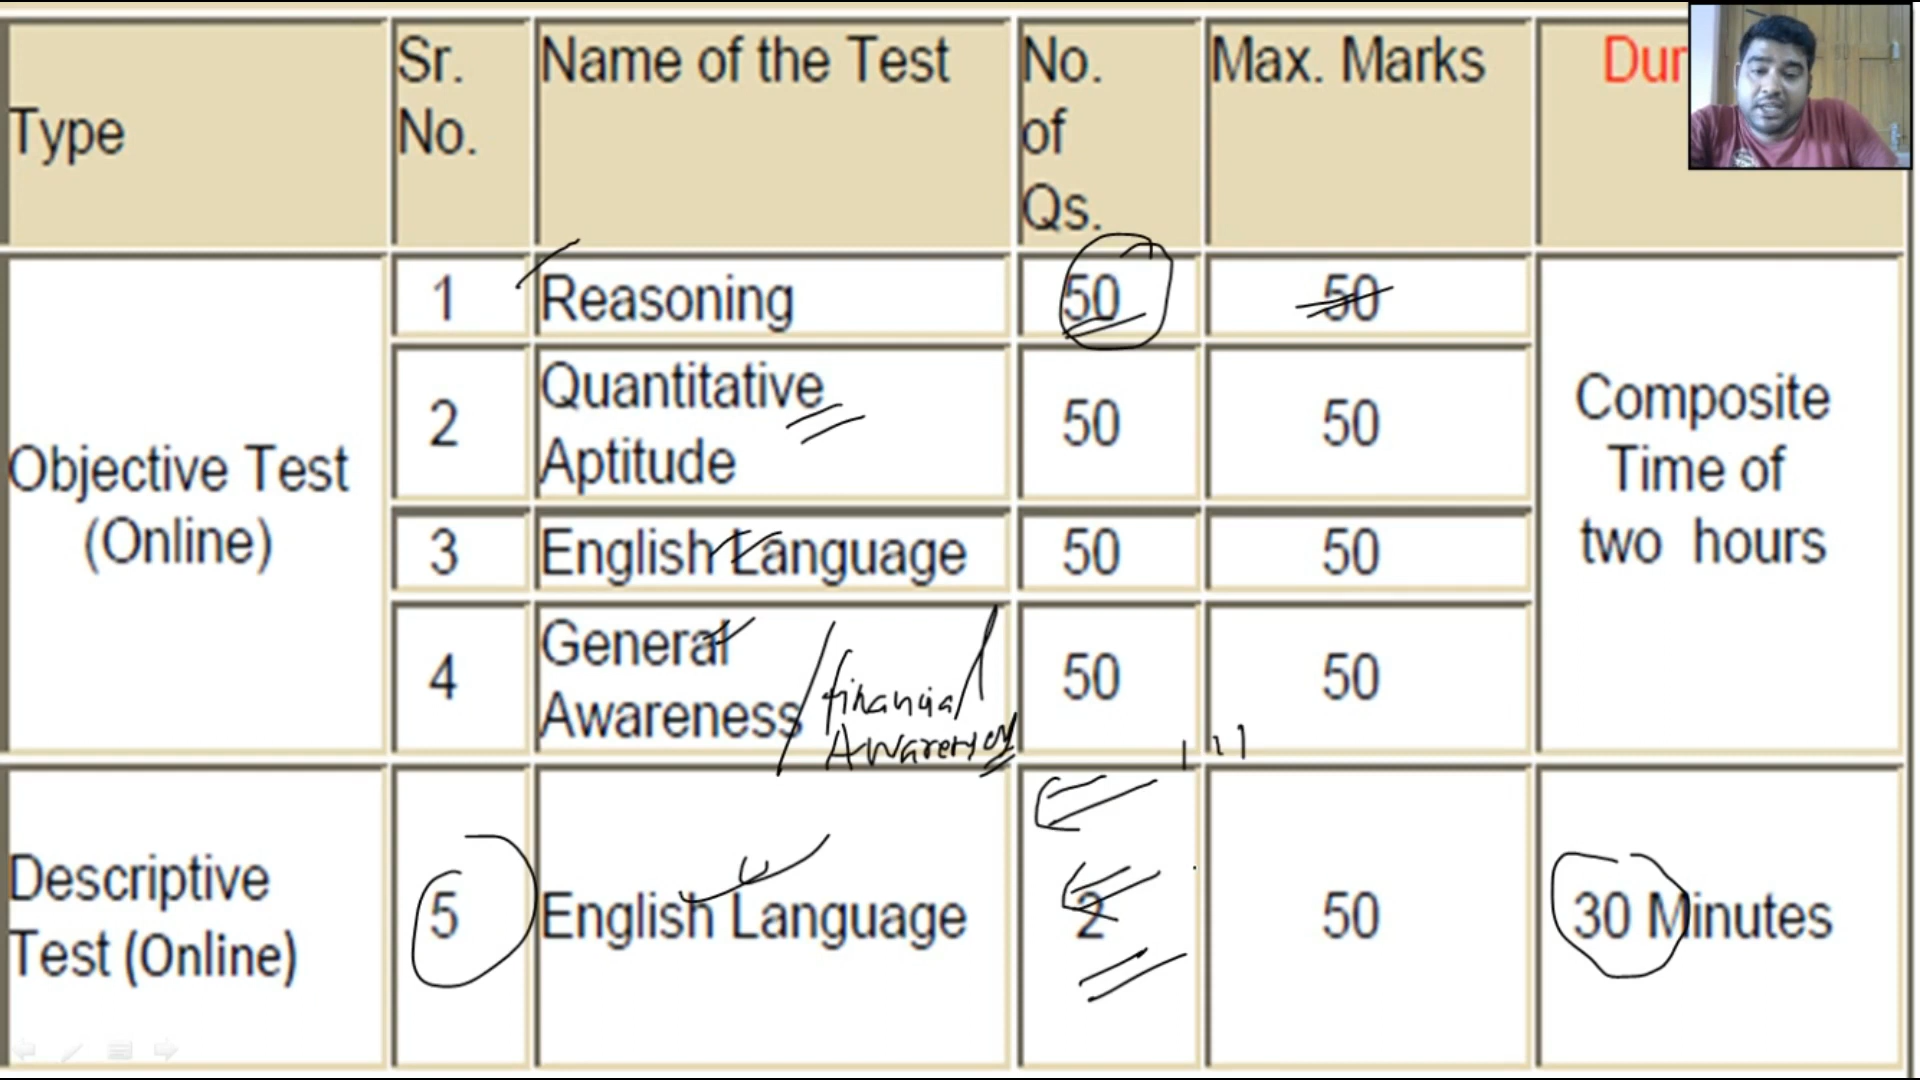 Type
Sr.
No.
Name of the Test
No.
of
Qs.
Max. Marks
Dur
Objective Test
(Online)
1
Reasoning
50
50
2
Quantitative
Aptitude
50
50
3
English Language
50
50
4
General
Awareness
/ financial
Awareness
50
50
Composite
Time of
two hours
Descriptive
Test (Online)
5
English Language
2
50
30 Minutes